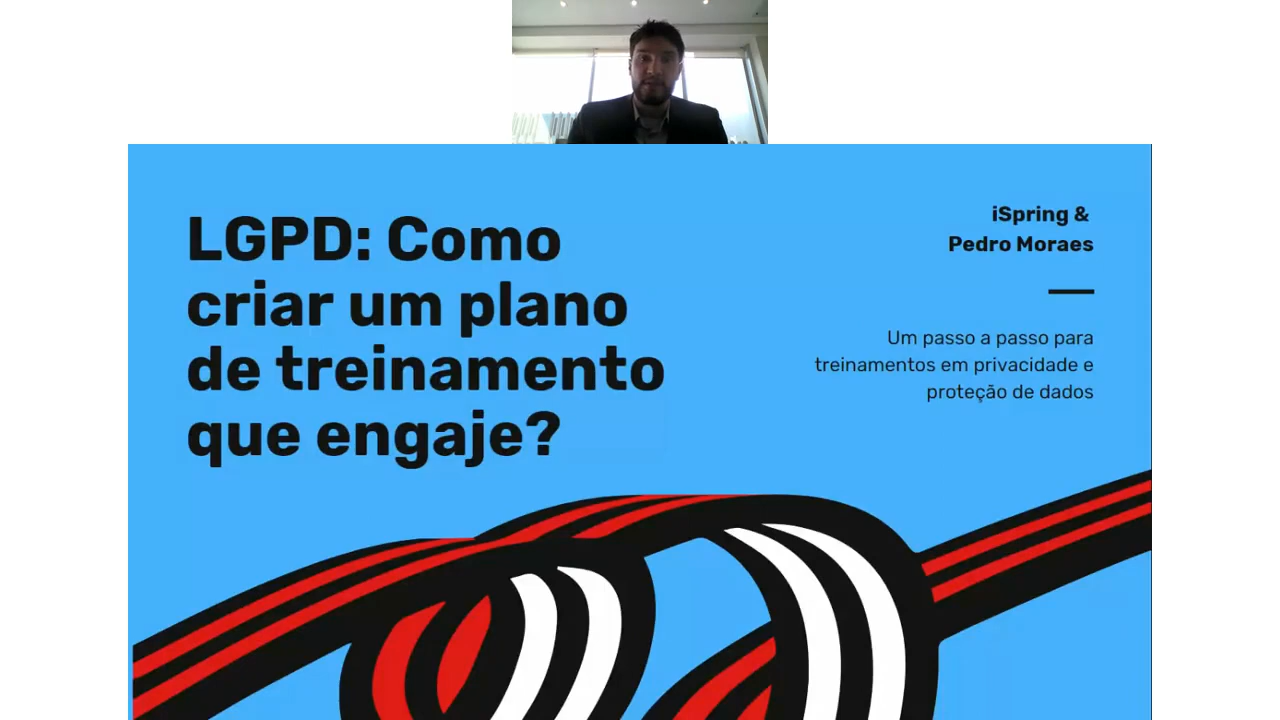 LGPD: Como
criar um plano
de treinamento
que engaje?
iSpring &
Pedro Moraes
Um passo a passo para
treinamentos em privacidade e
proteção de dados